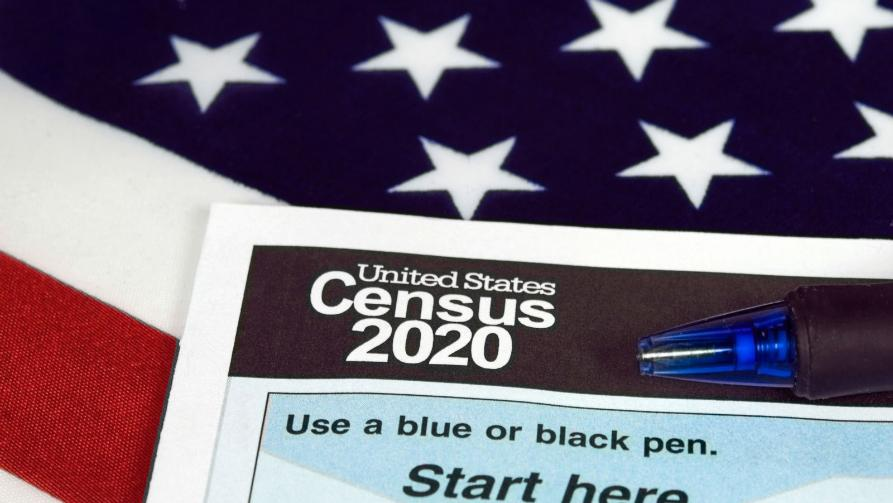 United States
Census
2020
Use a blue or black pen.
Start here